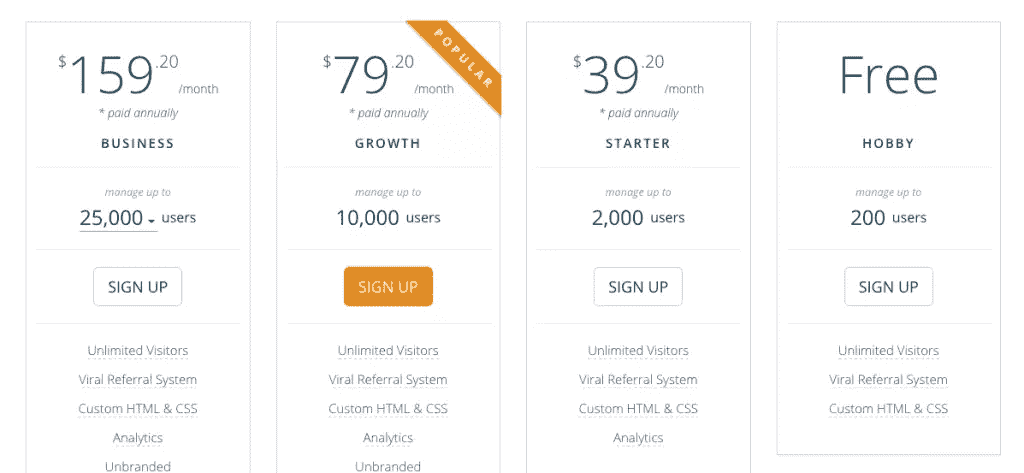 $159.20 /month
* paid annually
BUSINESS
manage up to
25,000 users
SIGN UP
Unlimited Visitors
Viral Referral System
Custom HTML & CSS
Analytics
Unbranded
POPULAR
$79.20 /month
* paid annually
GROWTH
manage up to
10,000 users
SIGN UP
Unlimited Visitors
Viral Referral System
Custom HTML & CSS
Analytics
Unbranded
$39.20 /month
* paid annually
STARTER
manage up to
2,000 users
SIGN UP
Unlimited Visitors
Viral Referral System
Custom HTML & CSS
Analytics
Free
HOBBY
manage up to
200 users
SIGN UP
Unlimited Visitors
Viral Referral System
Custom HTML & CSS